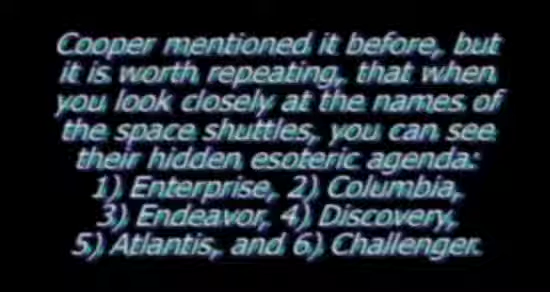 Cooper mentioned it before, but
it is worth repeating, that when
you look closely at the names of
the space shuttles, you can see
their hidden esoteric agenda:
1) Enterprise, 2) Columbia,
3) Endeavor, 4) Discovery,
5) Atlantis, and 6) Challenger.